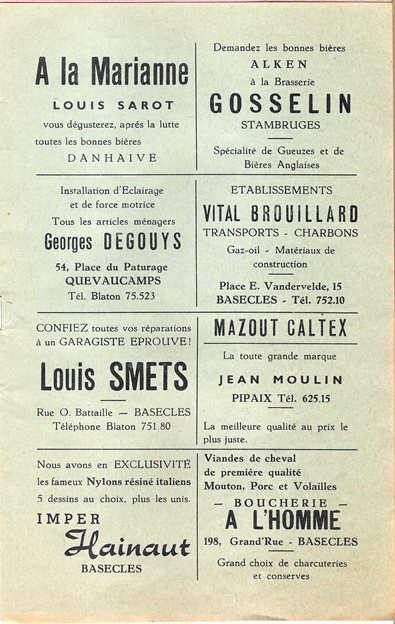 A la Marianne
LOUIS SAROT
vous dégusterez, aprés la lutte
toutes les bonnes bières
DANHAIVE
Demandez les bonnes bières
ALKEN
à la Brasserie
GOSSELIN
STAMBRUGES
Spécialité de Gueuzes et de
Bières Anglaises
Installation d'Eclairage
et de force motrice
Tous les articles ménagers
Georges DEGOUYS
54, Place du Paturage
QUEVAUCAMPS
Tél. Blaton 75.523
ETABLISSEMENTS
VITAL BROUILLARD
TRANSPORTS - CHARBONS
Gaz-oil - Matériaux de
construction
Place E. Vandervelde, 15
BASECLES - Tél. 752.10
CONFIEZ toutes vos réparations
à un GARAGISTE EPROUVE!
Louis SMETS
Rue O. Battaille — BASECLES
Téléphone Blaton 751 80
MAZOUT CALTEX
La toute grande marque
JEAN MOULIN
PIPAIX Tél. 625.15
La meilleure qualité au prix le
plus juste.
Nous avons en EXCLUSIVITÉ
les fameux Nylons résiné italiens
5 dessins au choix, plus les unis.
IMPER
Hainaut
BASECLES
Viandes de cheval
de première qualité
Mouton, Porc et Volailles
— BOUCHERIE —
A L'HOMME
198, Grand'Rue - BASECLES
Grand choix de charcuteries
et conserves